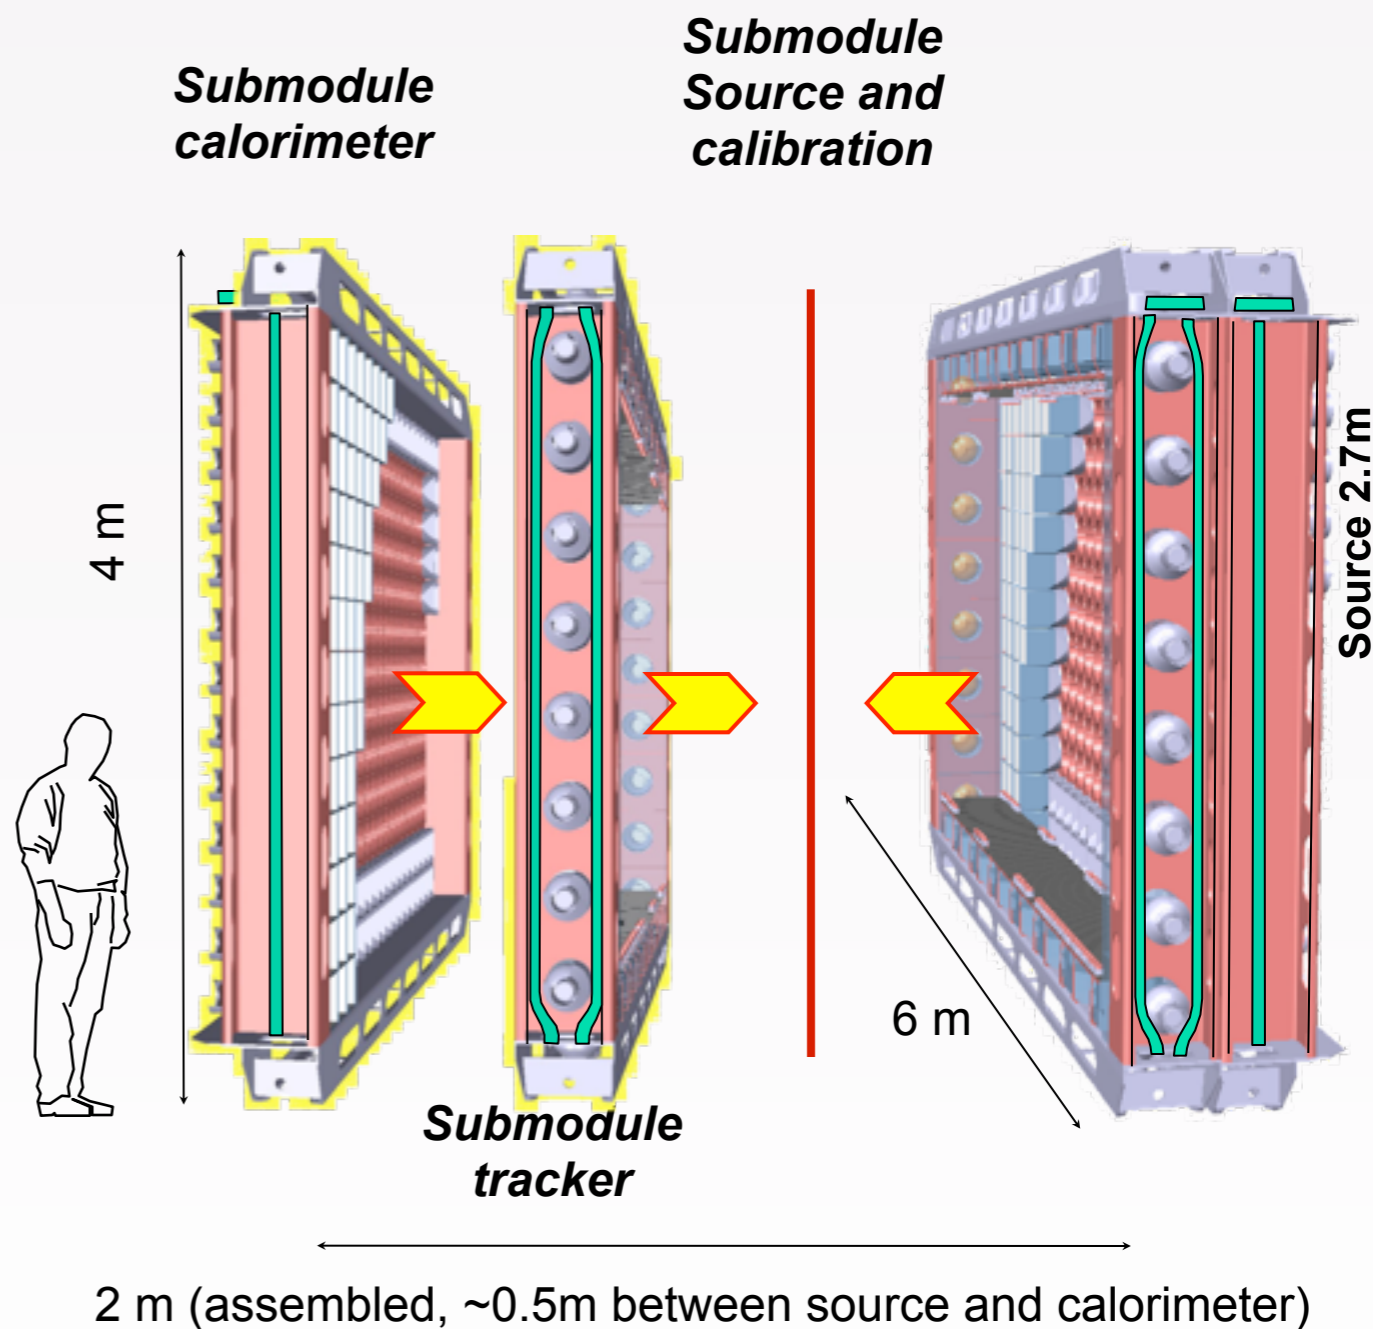 Submodule
calorimeter
Submodule
Source and
calibration
4 m
Source 2.7m
6 m
Submodule
tracker
2 m (assembled, ~0.5m between source and calorimeter)